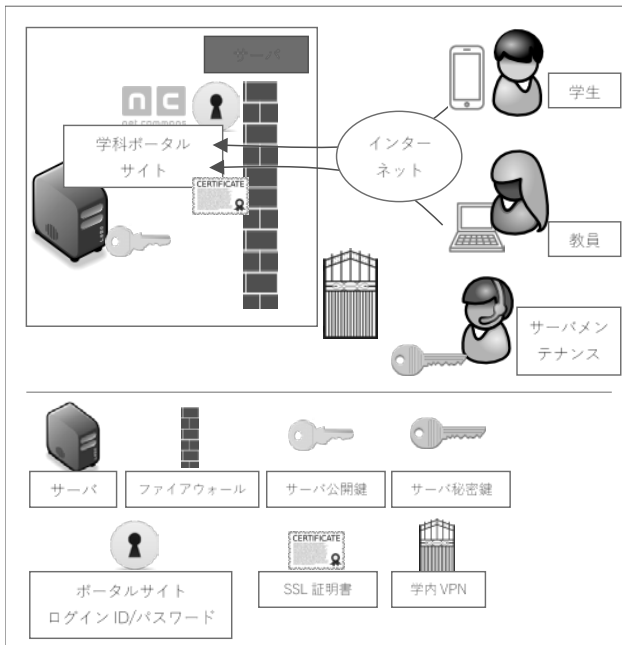 サーバ
nc
net commons
学科ポータル
サイト
CERTIFICATE
インター
ネット
学生
教員
サーバメン
テナンス
サーバ
ファイアウォール
サーバ公開鍵
サーバ秘密鍵
CERTIFICATE
ポータルサイト
ログイン ID/パスワード
SSL 証明書
学内 VPN